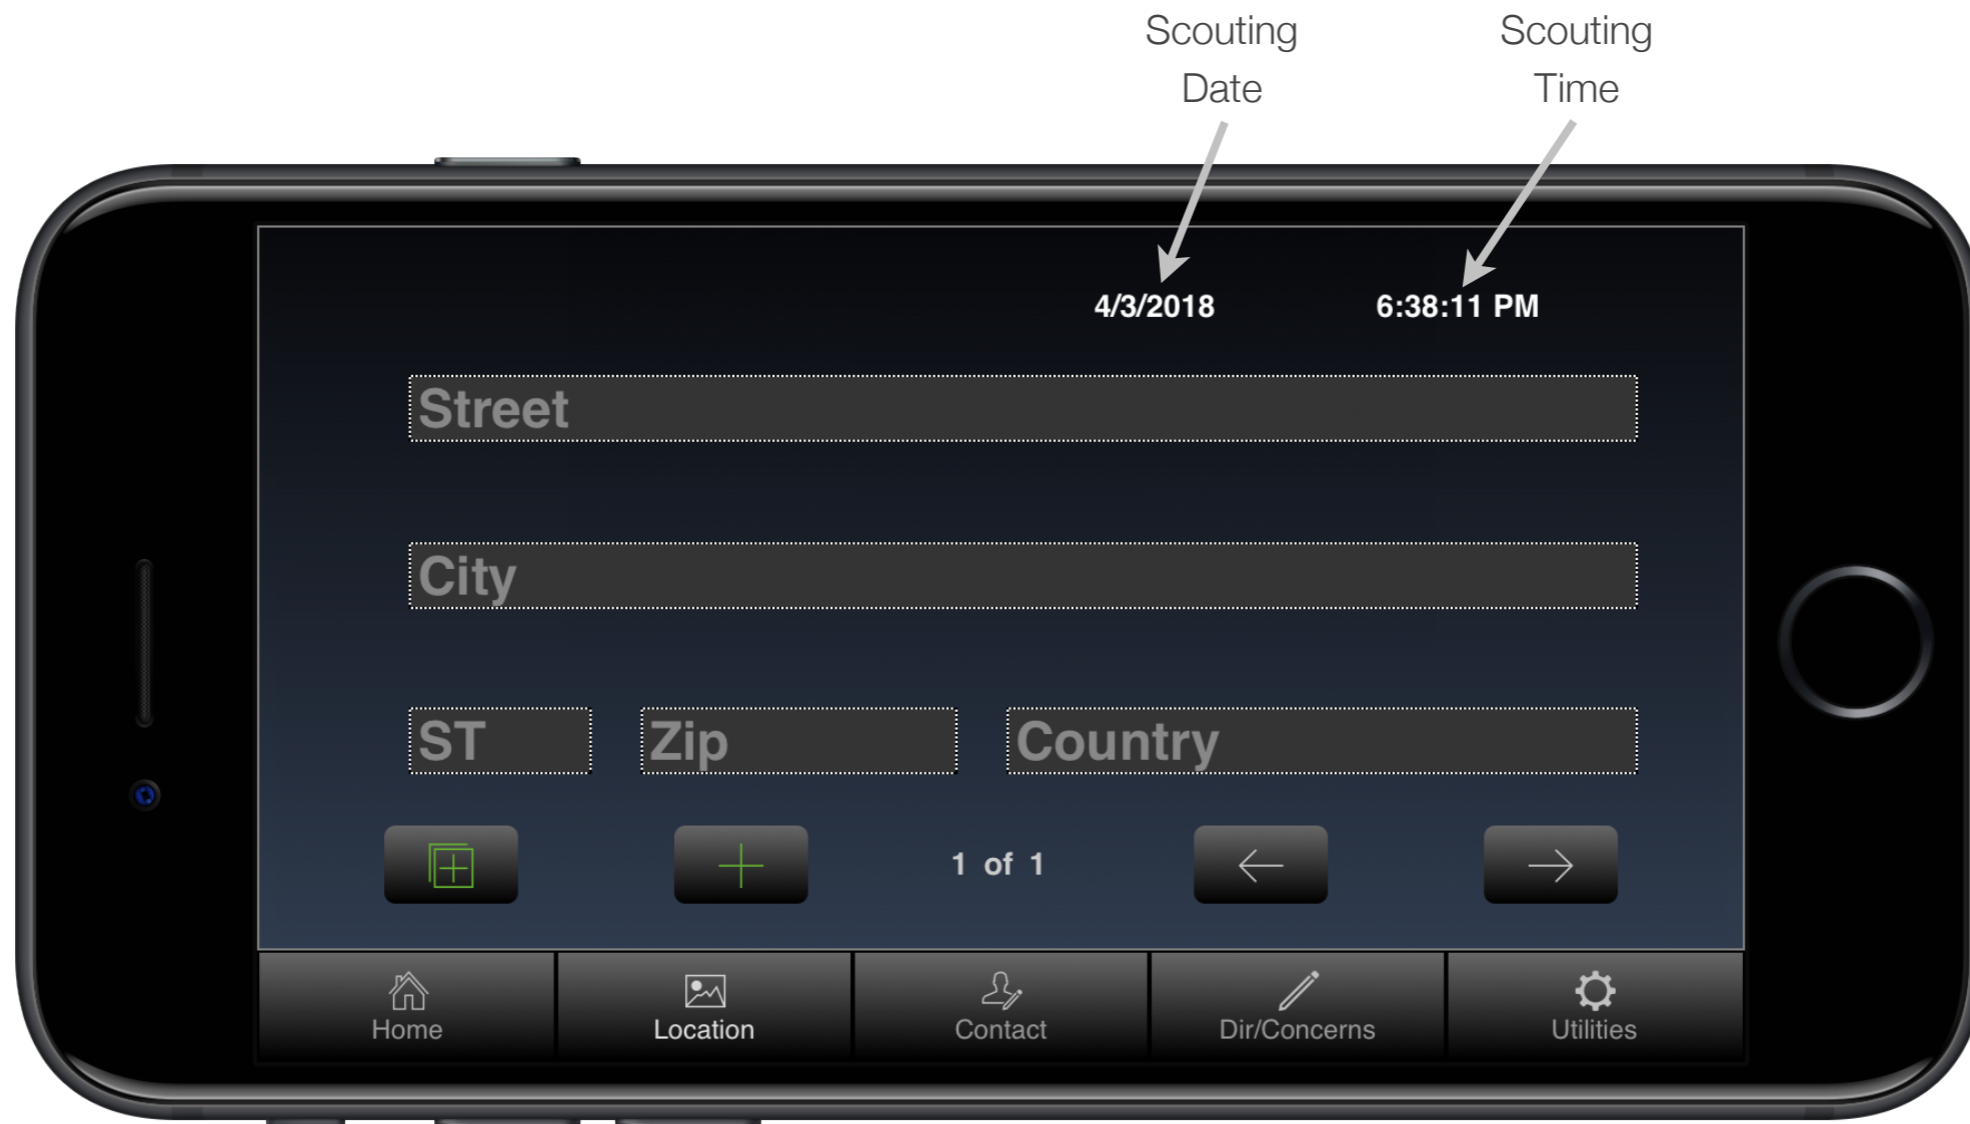 Scouting
Date
Scouting
Time
4/3/2018
6:38:11 PM
Street
City
ST
Zip
Country
1 of 1
Home
Location
Contact
Dir/Concerns
Utilities